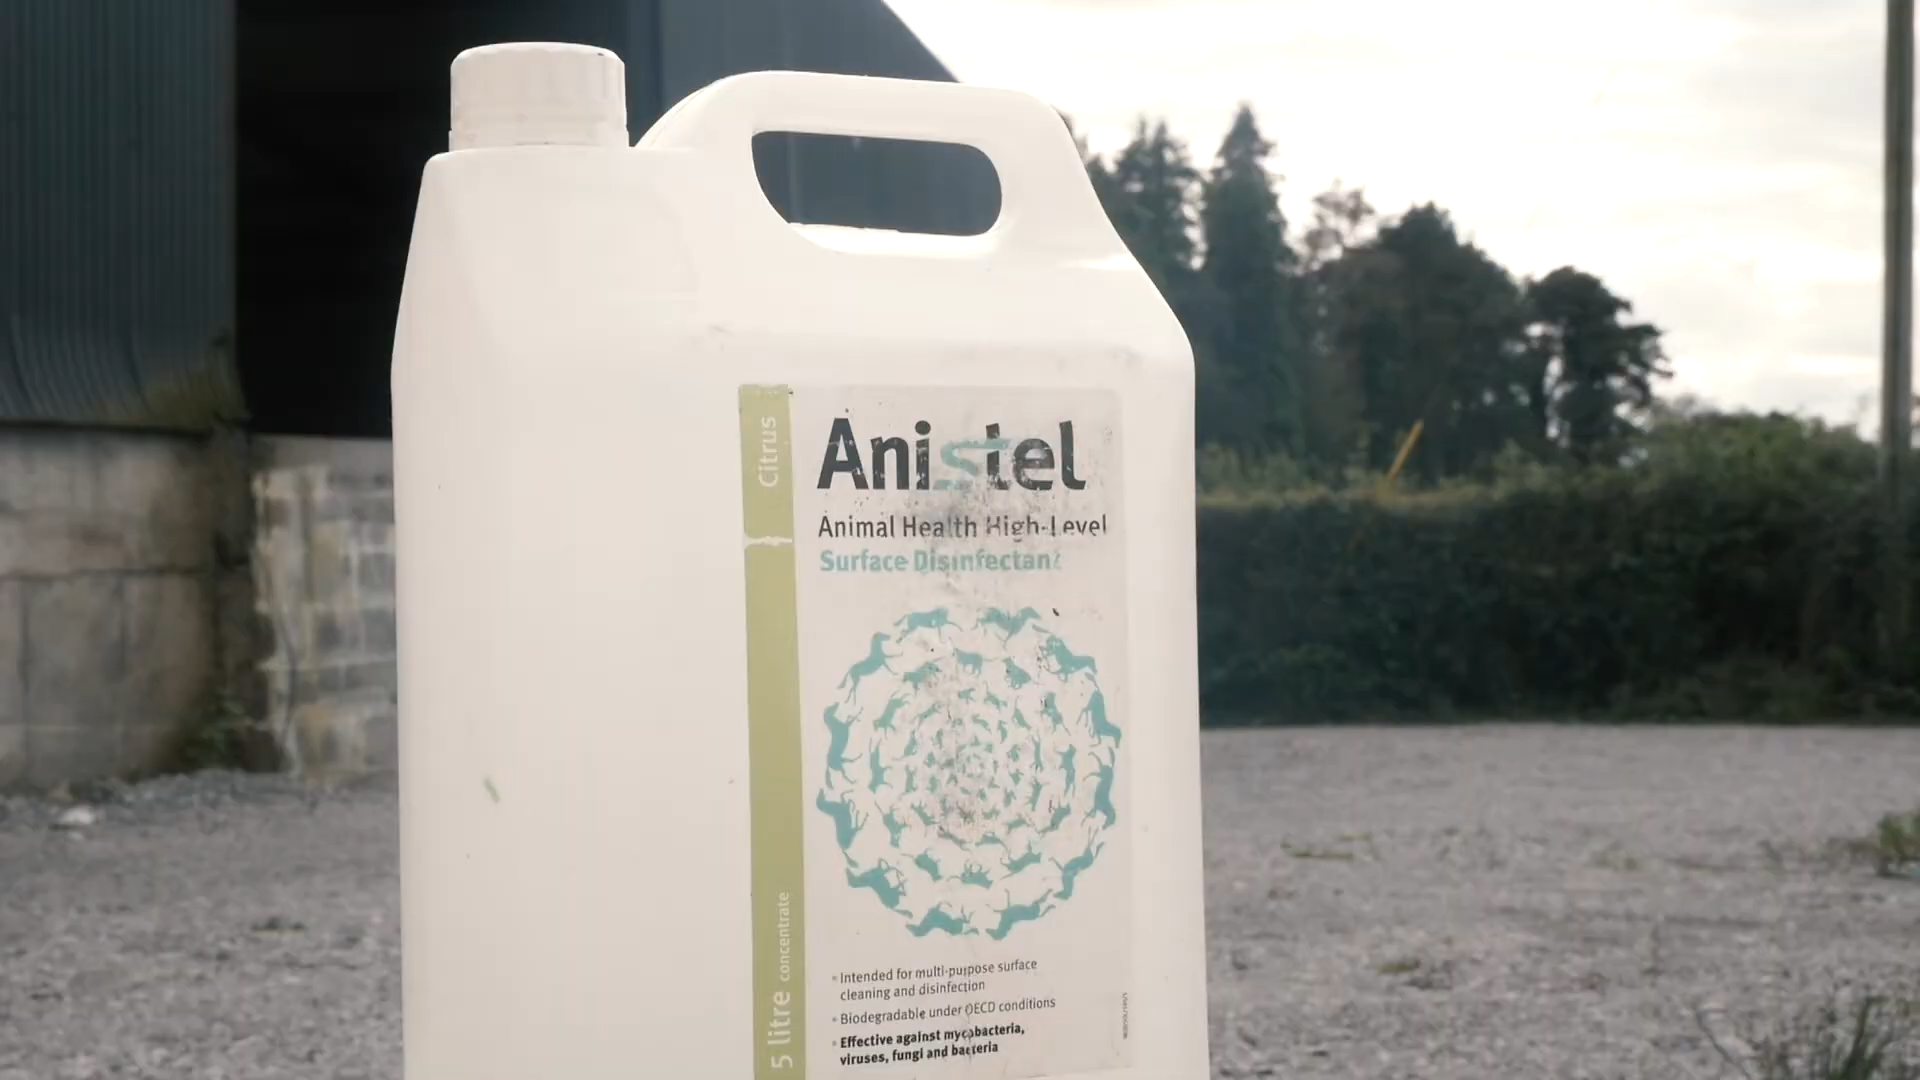 Citrus
Anistel
Animal Health High-Level
Surface Disinfectant
5 litre concentrate
Intended for multi-purpose surface
cleaning and disinfection
Biodegradable under OECD conditions
Effective against mycobacteria,
viruses, fungi and bacteria